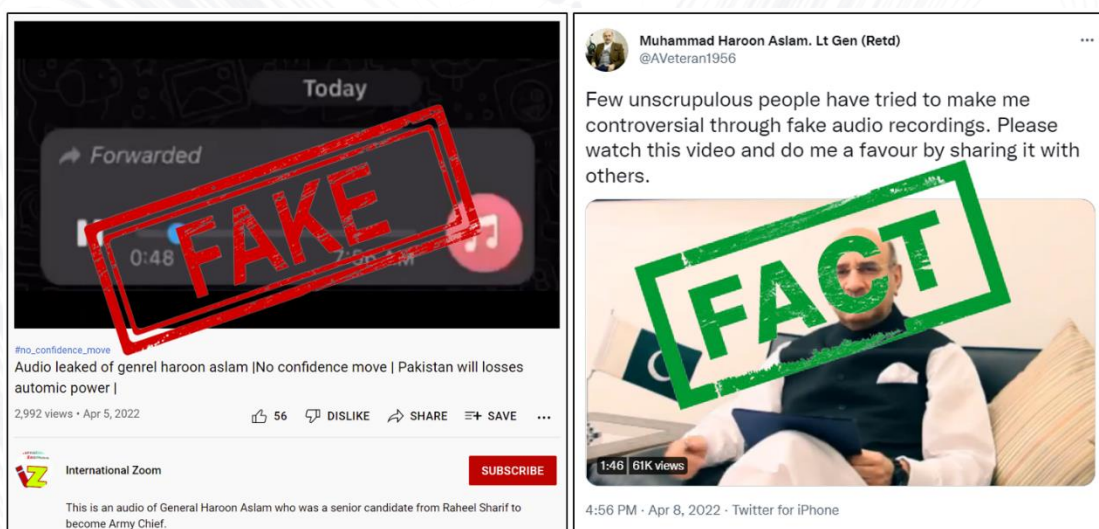 Today
Forwarded
FAKE
0:48
7:56 AM
#no_confidence_move
Audio leaked of genrel haroon aslam |No confidence move | Pakistan will losses
automic power |
2,992 views • Apr 5, 2022
56
DISLIKE
SHARE
SAVE
International Zoom
SUBSCRIBE
This is an audio of General Haroon Aslam who was a senior candidate from Raheel Sharif to
become Army Chief.
Muhammad Haroon Aslam. Lt Gen (Retd)
@AVeteran1956
Few unscrupulous people have tried to make me
controversial through fake audio recordings. Please
watch this video and do me a favour by sharing it with
others.
FACT
1:46 61K views
4:56 PM · Apr 8, 2022 · Twitter for iPhone